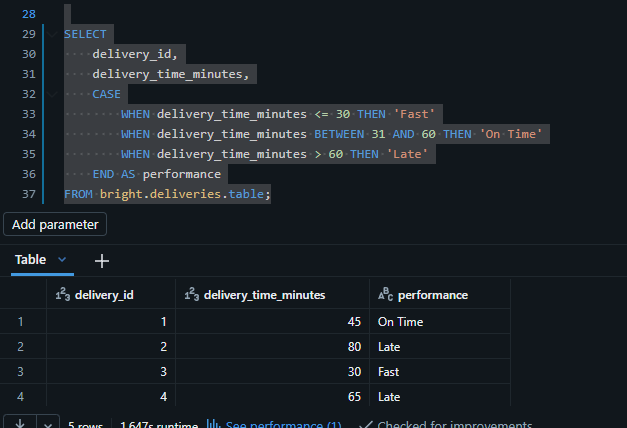 28
29 SELECT
30 delivery_id,
31 delivery_time_minutes,
32 CASE
33 WHEN delivery_time_minutes <= 30 THEN 'Fast'
34 WHEN delivery_time_minutes BETWEEN 31 AND 60 THEN 'On Time'
35 WHEN delivery_time_minutes > 60 THEN 'Late'
36 END AS performance
37 FROM bright.deliveries.table;
Add parameter
Table
123 delivery_id 123 delivery_time_minutes ABC performance
1 1 45 On Time
2 2 80 Late
3 3 30 Fast
4 4 65 Late
5 rows 1.647s runtime See performance (1) Checked for improvements